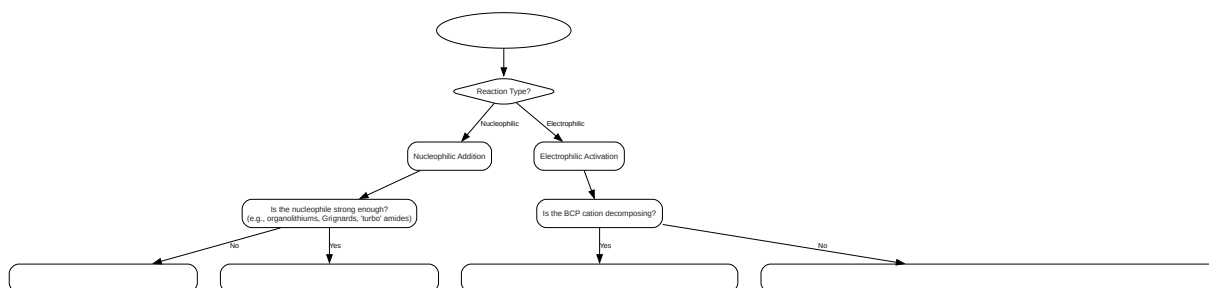 Reaction Type?
Nucleophilic
Electrophilic
Nucleophilic Addition
Electrophilic Activation
Is the nucleophile strong enough?
(e.g., organolithiums, Grignards, 'turbo' amides)
Is the BCP cation decomposing?
No
Yes
Yes
No